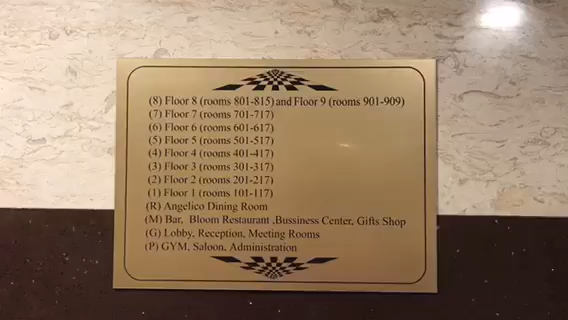 (8) Floor 8 (rooms 801-815) and Floor 9 (rooms 901-909)
(7) Floor 7 (rooms 701-717)
(6) Floor 6 (rooms 601-617)
(5) Floor 5 (rooms 501-517)
(4) Floor 4 (rooms 401-417)
(3) Floor 3 (rooms 301-317)
(2) Floor 2 (rooms 201-217)
(1) Floor 1 (rooms 101-117)
(R) Angelico Dining Room
(M) Bar, Bloom Restaurant ,Bussiness Center, Gifts Shop
(G) Lobby, Reception, Meeting Rooms
(P) GYM, Saloon, Administration